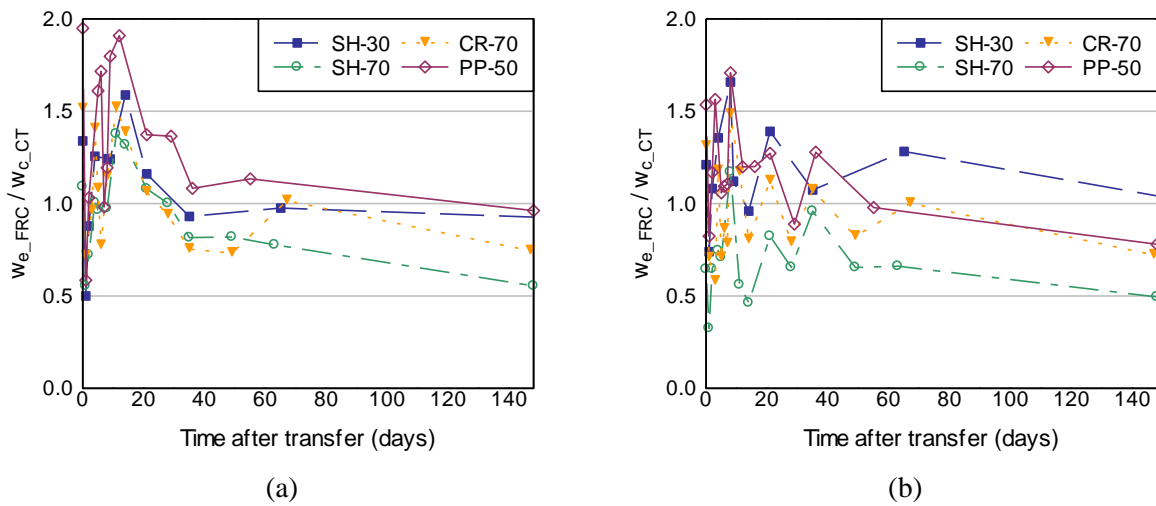 2.0
1.5
1.0
0.5
0.0
w_e_FRC / w_c_CT
SH-30
CR-70
SH-70
PP-50
0 20 40 60 80 100 120 140
Time after transfer (days)
(a)
2.0
1.5
1.0
0.5
0.0
w_e_FRC / w_c_CT
SH-30
CR-70
SH-70
PP-50
0 20 40 60 80 100 120 140
Time after transfer (days)
(b)